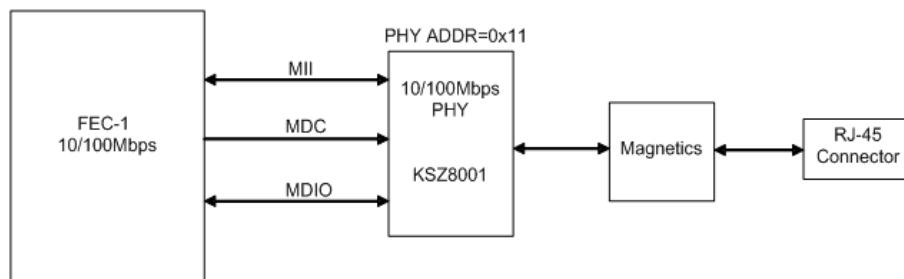 PHY ADDR=0x11
FEC-1
10/100Mbps
MII
MDC
MDIO
10/100Mbps
PHY
KSZ8001
Magnetics
RJ-45
Connector